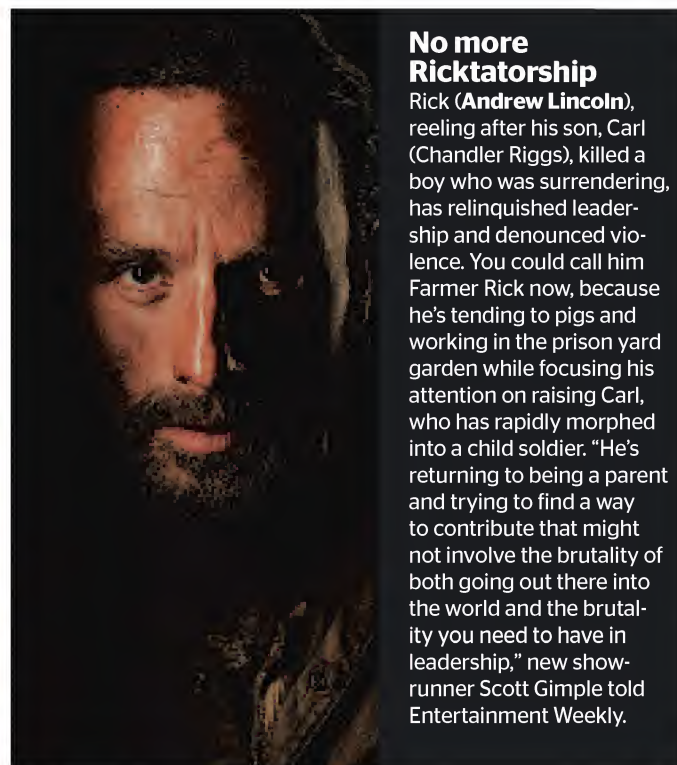 No more
Ricktatorship
Rick (Andrew Lincoln),
reeling after his son, Carl
(Chandler Riggs), killed a
boy who was surrendering,
has relinquished leader-
ship and denounced vio-
lence. You could call him
Farmer Rick now, because
he’s tending to pigs and
working in the prison yard
garden while focusing his
attention on raising Carl,
who has rapidly morphed
into a child soldier. “He’s
returning to being a parent
and trying to find a way
to contribute that might
not involve the brutality of
both going out there into
the world and the brutal-
ity you need to have in
leadership,” new show-
runner Scott Gimple told
Entertainment Weekly.